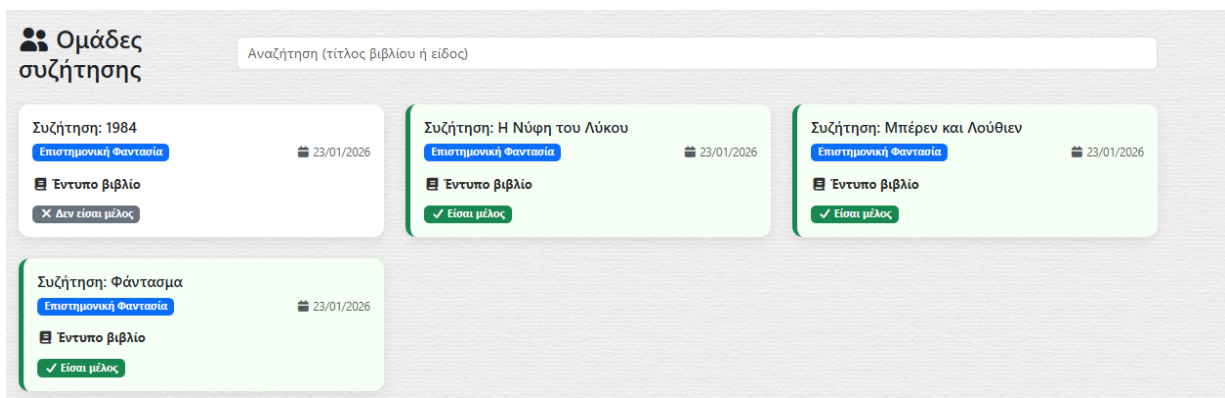 Ομάδες
συζήτησης
Αναζήτηση (τίτλος βιβλίου ή είδος)
Συζήτηση: 1984
Επιστημονική Φαντασία
23/01/2026
Έντυπο βιβλίο
Δεν είσαι μέλος
Συζήτηση: Η Νύφη του Λύκου
Επιστημονική Φαντασία
23/01/2026
Έντυπο βιβλίο
Είσαι μέλος
Συζήτηση: Μπέρεν και Λούθιεν
Επιστημονική Φαντασία
23/01/2026
Έντυπο βιβλίο
Είσαι μέλος
Συζήτηση: Φάντασμα
Επιστημονική Φαντασία
23/01/2026
Έντυπο βιβλίο
Είσαι μέλος